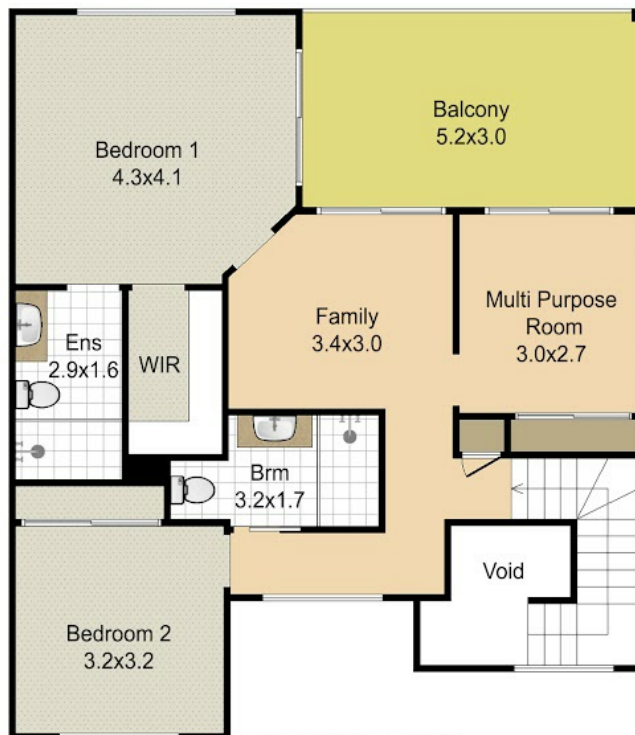 Balcony
5.2x3.0
Bedroom 1
4.3x4.1
Multi Purpose
Room
3.0x2.7
Family
3.4x3.0
Ens
2.9x1.6
WIR
Brm
3.2x1.7
Void
Bedroom 2
3.2x3.2